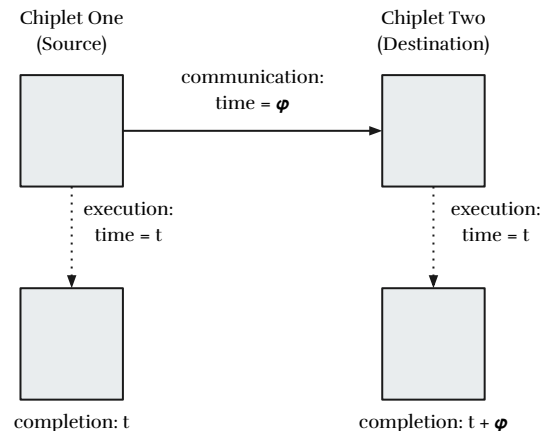 Chiplet One
(Source)
Chiplet Two
(Destination)
communication:
time = φ
execution:
time = t
execution:
time = t
completion: t
completion: t + φ